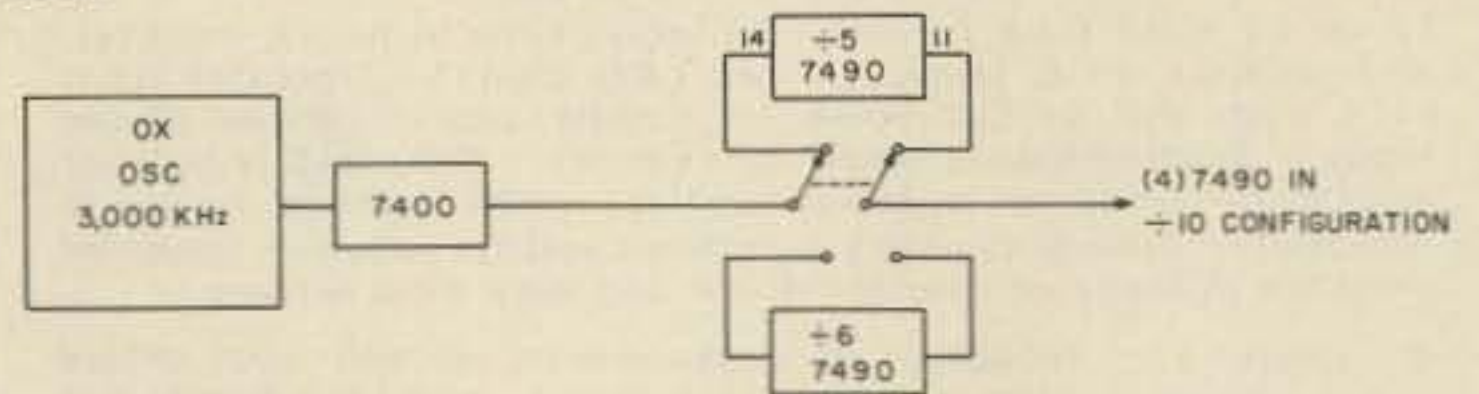 OX
OSC
3,000 KHz
7400
14
÷5
7490
11
(4) 7490 IN
÷10 CONFIGURATION
÷6
7490